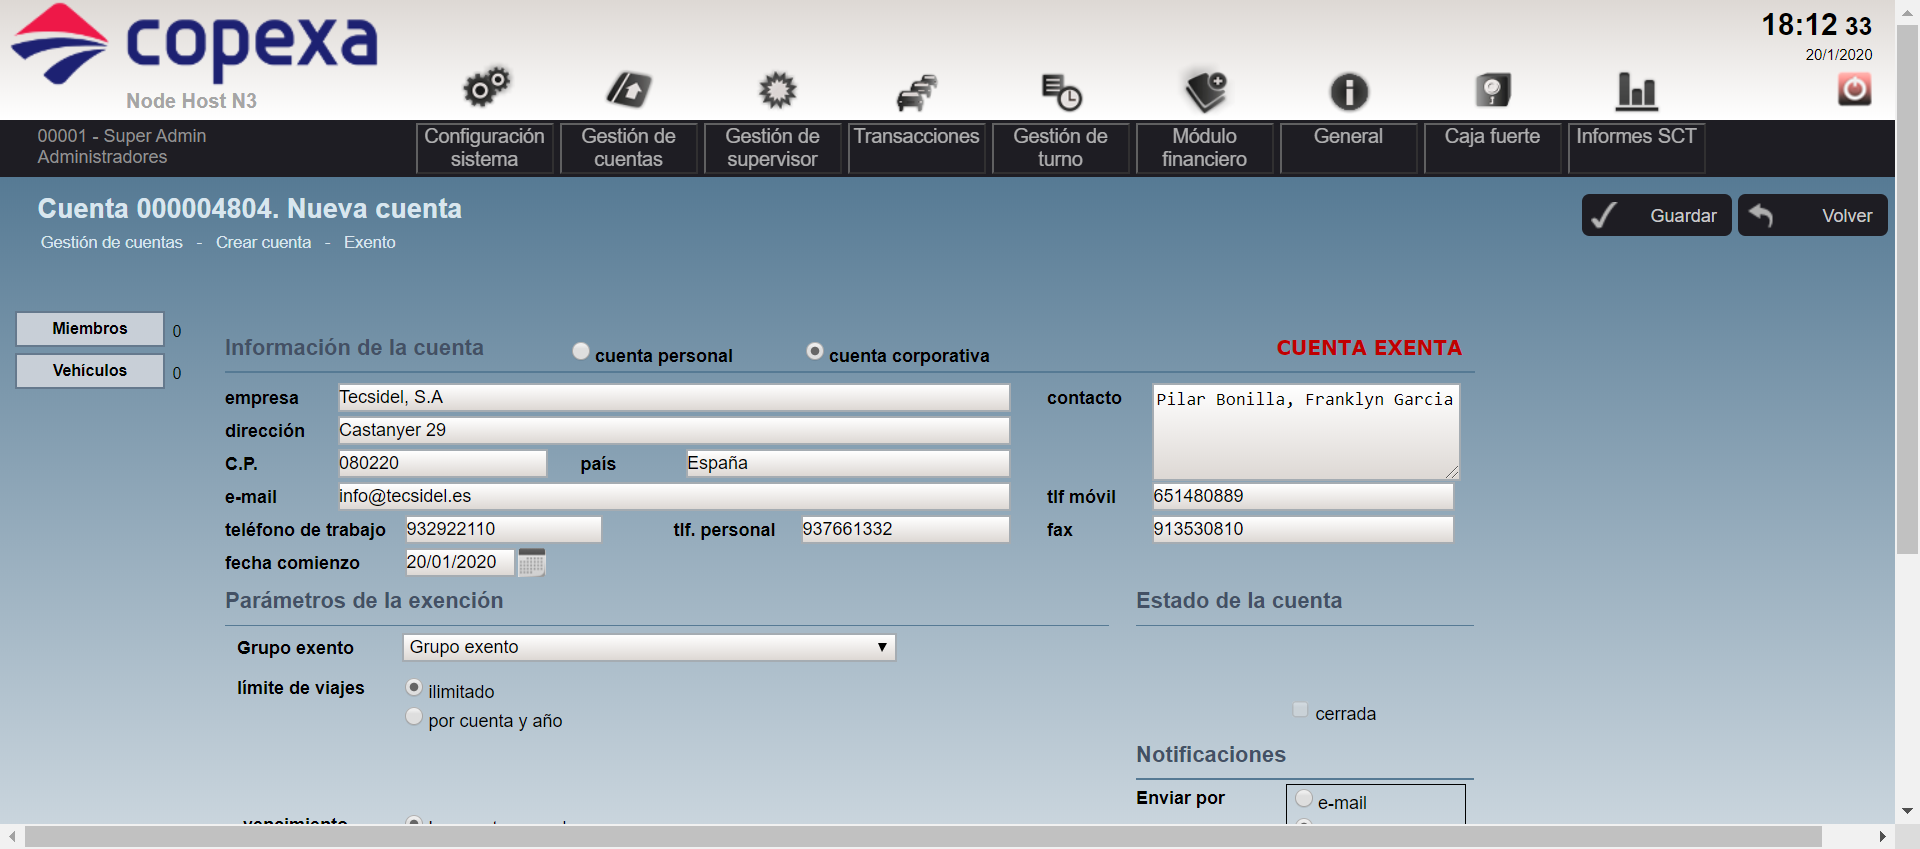 copexa
Node Host N3
18:12 33
20/1/2020
00001 - Super Admin
Administradores
Configuración sistema
Gestión de cuentas
Gestión de supervisor
Transacciones
Gestión de turno
Módulo financiero
General
Caja fuerte
Informes SCT
Cuenta 000004804. Nueva cuenta
Guardar
Volver
Gestión de cuentas - Crear cuenta - Exento
Miembros 0
Vehículos 0
Información de la cuenta
cuenta personal
cuenta corporativa
CUENTA EXENTA
empresa Tecsidel, S.A
contacto Pilar Bonilla, Franklyn Garcia
dirección Castanyer 29
C.P. 080220 país España
e-mail info@tecsidel.es
tlf móvil 651480889
teléfono de trabajo 932922110 tlf. personal 937661332
fax 913530810
fecha comienzo 20/01/2020
Parámetros de la exención
Estado de la cuenta
Grupo exento Grupo exento
límite de viajes ilimitado
por cuenta y año
cerrada
Notificaciones
Enviar por e-mail
vencimiento